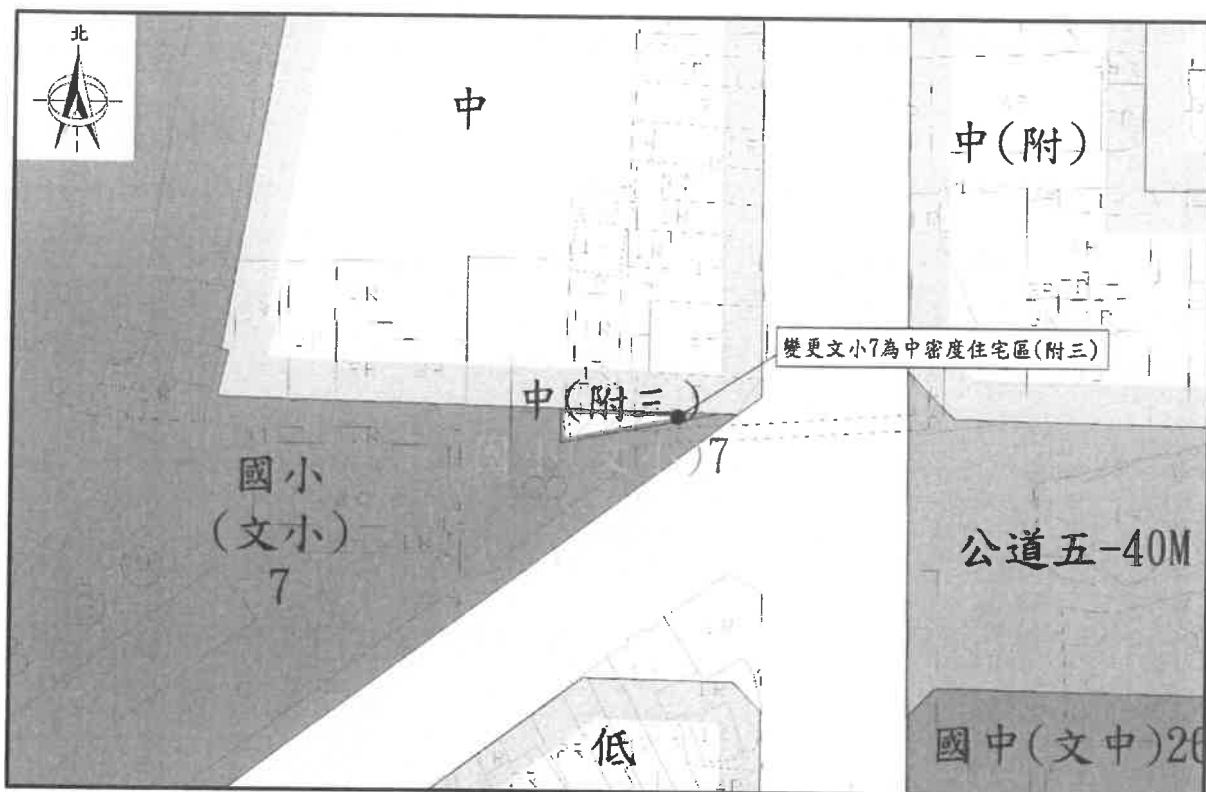 北
中
中(附)
變更文小7為中密度住宅區(附三)
中(附三)
7
國小
(文小)
7
公道五-40M
低
國中(文中)26